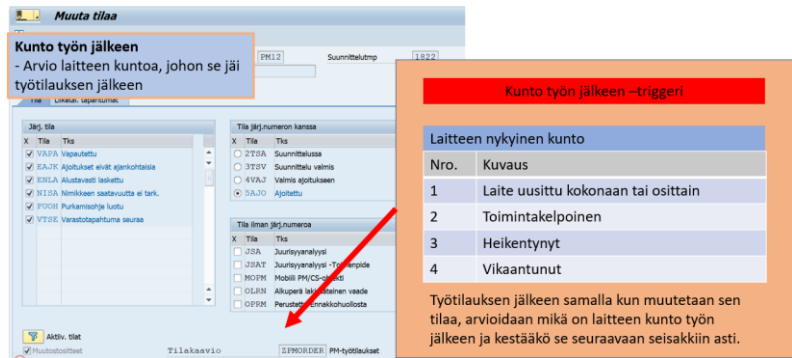 Muuta tilaa
Kunto työn jälkeen
- Arvio laitteen kuntoa, johon se jäi
työtilauksen jälkeen
PM12 Suunnittelutmp 1822
Tila Liiketal. tapahtumat
Järj. tila
X Tila Tks
VAPA Vapautettu
EAJK Ajoitukset eivät ajankohtaisia
ENLA Alustavasti laskettu
NISA Nimikkeen saatavuutta ei tark.
PUOH Purkamisohje luotu
VTSE Varastotapahtuma seuraa
Tila järj.numeron kanssa
X Tila Tks
2TSA Suunnittelussa
3TSV Suunnittelu valmis
4VAJ Valmis ajoitukseen
5AJO Ajoitettu
Tila ilman järj.numeroa
X Tila Tks
JSA Juurisyyanalyysi
JSAT Juurisyyanalyysi
MOPM Mobiili PM/CS-objekti
OLRN Alkuperä vaade
OPRM Perustettu Ennakkohuollosta
Aktiv. tilat
Muutostositteet Tilakaavio ZPMORDER PM-työtilaukset
Kunto työn jälkeen –triggeri
Laitteen nykyinen kunto
Nro. Kuvaus
1 Laite uusittu kokonaan tai osittain
2 Toimintakelpoinen
3 Heikentynyt
4 Vikaantunut
Työtilauksen jälkeen samalla kun muutetaan sen
tilaa, arvioidaan mikä on laitteen kunto työn
jälkeen ja kestääkö se seuraavaan seisakkiin asti.